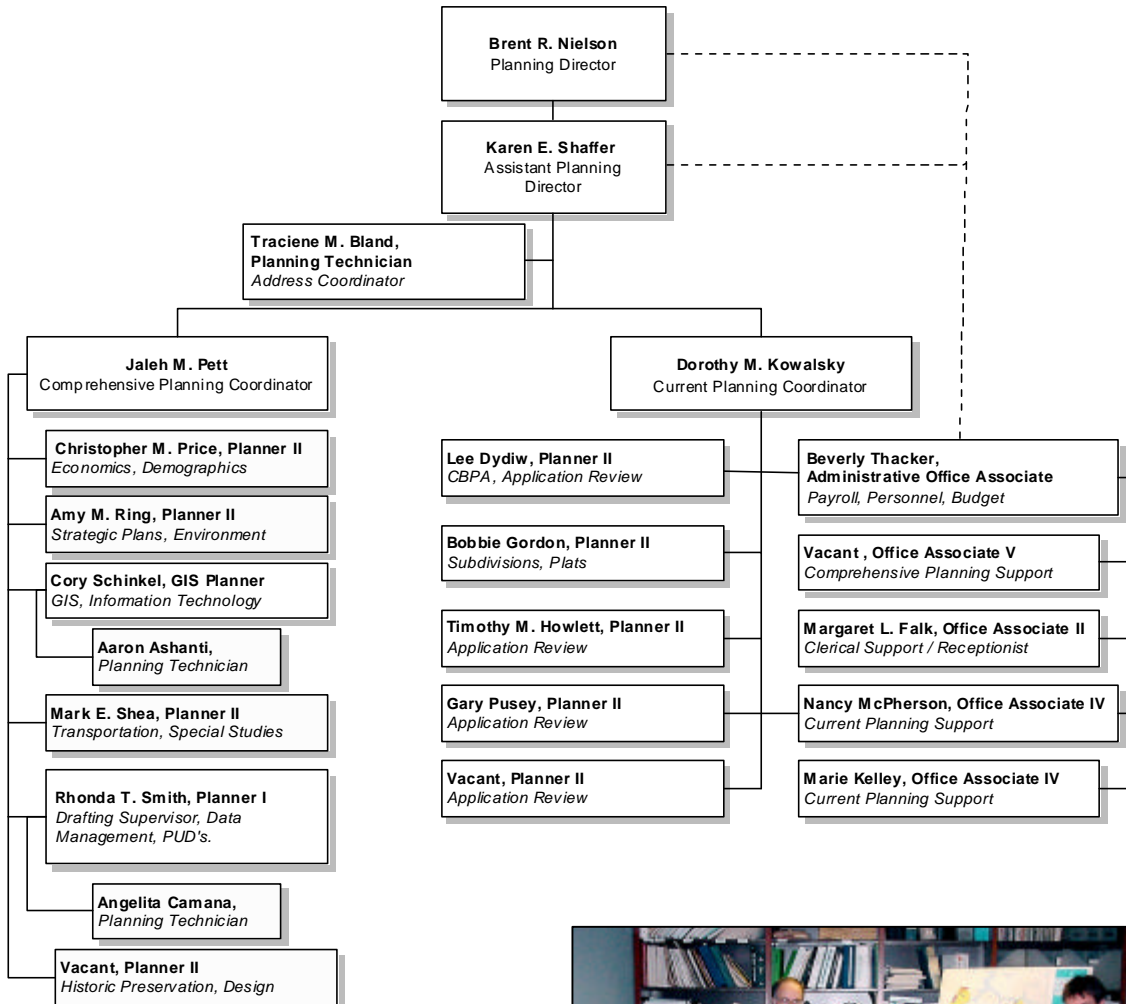 Brent R. Nielson
Planning Director
Karen E. Shaffer
Assistant Planning
Director
Traciene M. Bland,
Planning Technician
Address Coordinator
Jaleh M. Pett
Comprehensive Planning Coordinator
Christopher M. Price, Planner II
Economics, Demographics
Amy M. Ring, Planner II
Strategic Plans, Environment
Cory Schinkel, GIS Planner
GIS, Information Technology
Aaron Ashanti,
Planning Technician
Mark E. Shea, Planner II
Transportation, Special Studies
Rhonda T. Smith, Planner I
Drafting Supervisor, Data
Management, PUD's.
Angelita Camana,
Planning Technician
Vacant, Planner II
Historic Preservation, Design
Dorothy M. Kowalsky
Current Planning Coordinator
Lee Dydiw, Planner II
CBPA, Application Review
Bobbie Gordon, Planner II
Subdivisions, Plats
Timothy M. Howlett, Planner II
Application Review
Gary Pusey, Planner II
Application Review
Vacant, Planner II
Application Review
Beverly Thacker,
Administrative Office Associate
Payroll, Personnel, Budget
Vacant , Office Associate V
Comprehensive Planning Support
Margaret L. Falk, Office Associate II
Clerical Support / Receptionist
Nancy McPherson, Office Associate IV
Current Planning Support
Marie Kelley, Office Associate IV
Current Planning Support